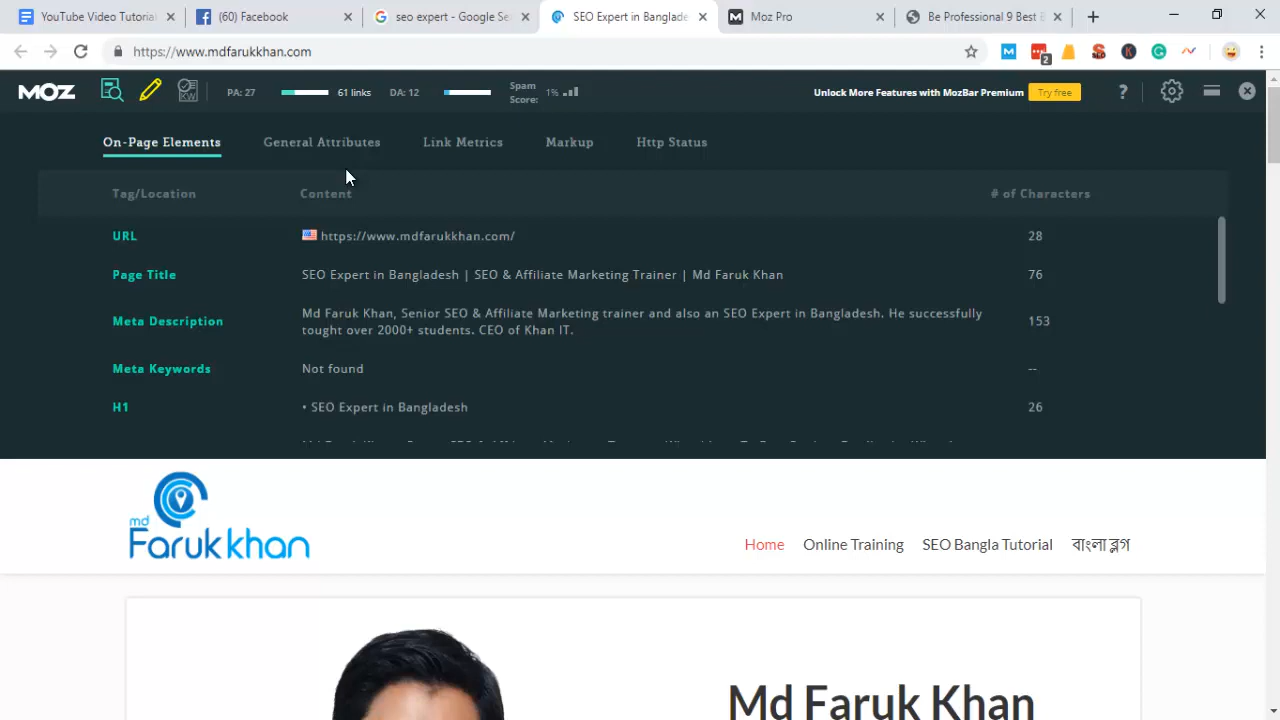 YouTube Video Tutorial
(60) Facebook
seo expert - Google Se
SEO Expert in Banglade
Moz Pro
Be Professional 9 Best
https://www.mdfarukkhan.com
2
MOZ
KW
PA: 27
61 links
DA: 12
Spam
Score:
1%
Unlock More Features with MozBar Premium
Try free
?
On-Page Elements
General Attributes
Link Metrics
Markup
Http Status
Tag/Location
Content
# of Characters
URL
https://www.mdfarukkhan.com/
28
Page Title
SEO Expert in Bangladesh | SEO & Affiliate Marketing Trainer | Md Faruk Khan
76
Meta Description
Md Faruk Khan, Senior SEO & Affiliate Marketing trainer and also an SEO Expert in Bangladesh. He successfully
tought over 2000+ students. CEO of Khan IT.
153
Meta Keywords
Not found
--
H1
• SEO Expert in Bangladesh
26
md
Faruk khan
Home
Online Training
SEO Bangla Tutorial
বাংলা ব্লগ
Md Faruk Khan